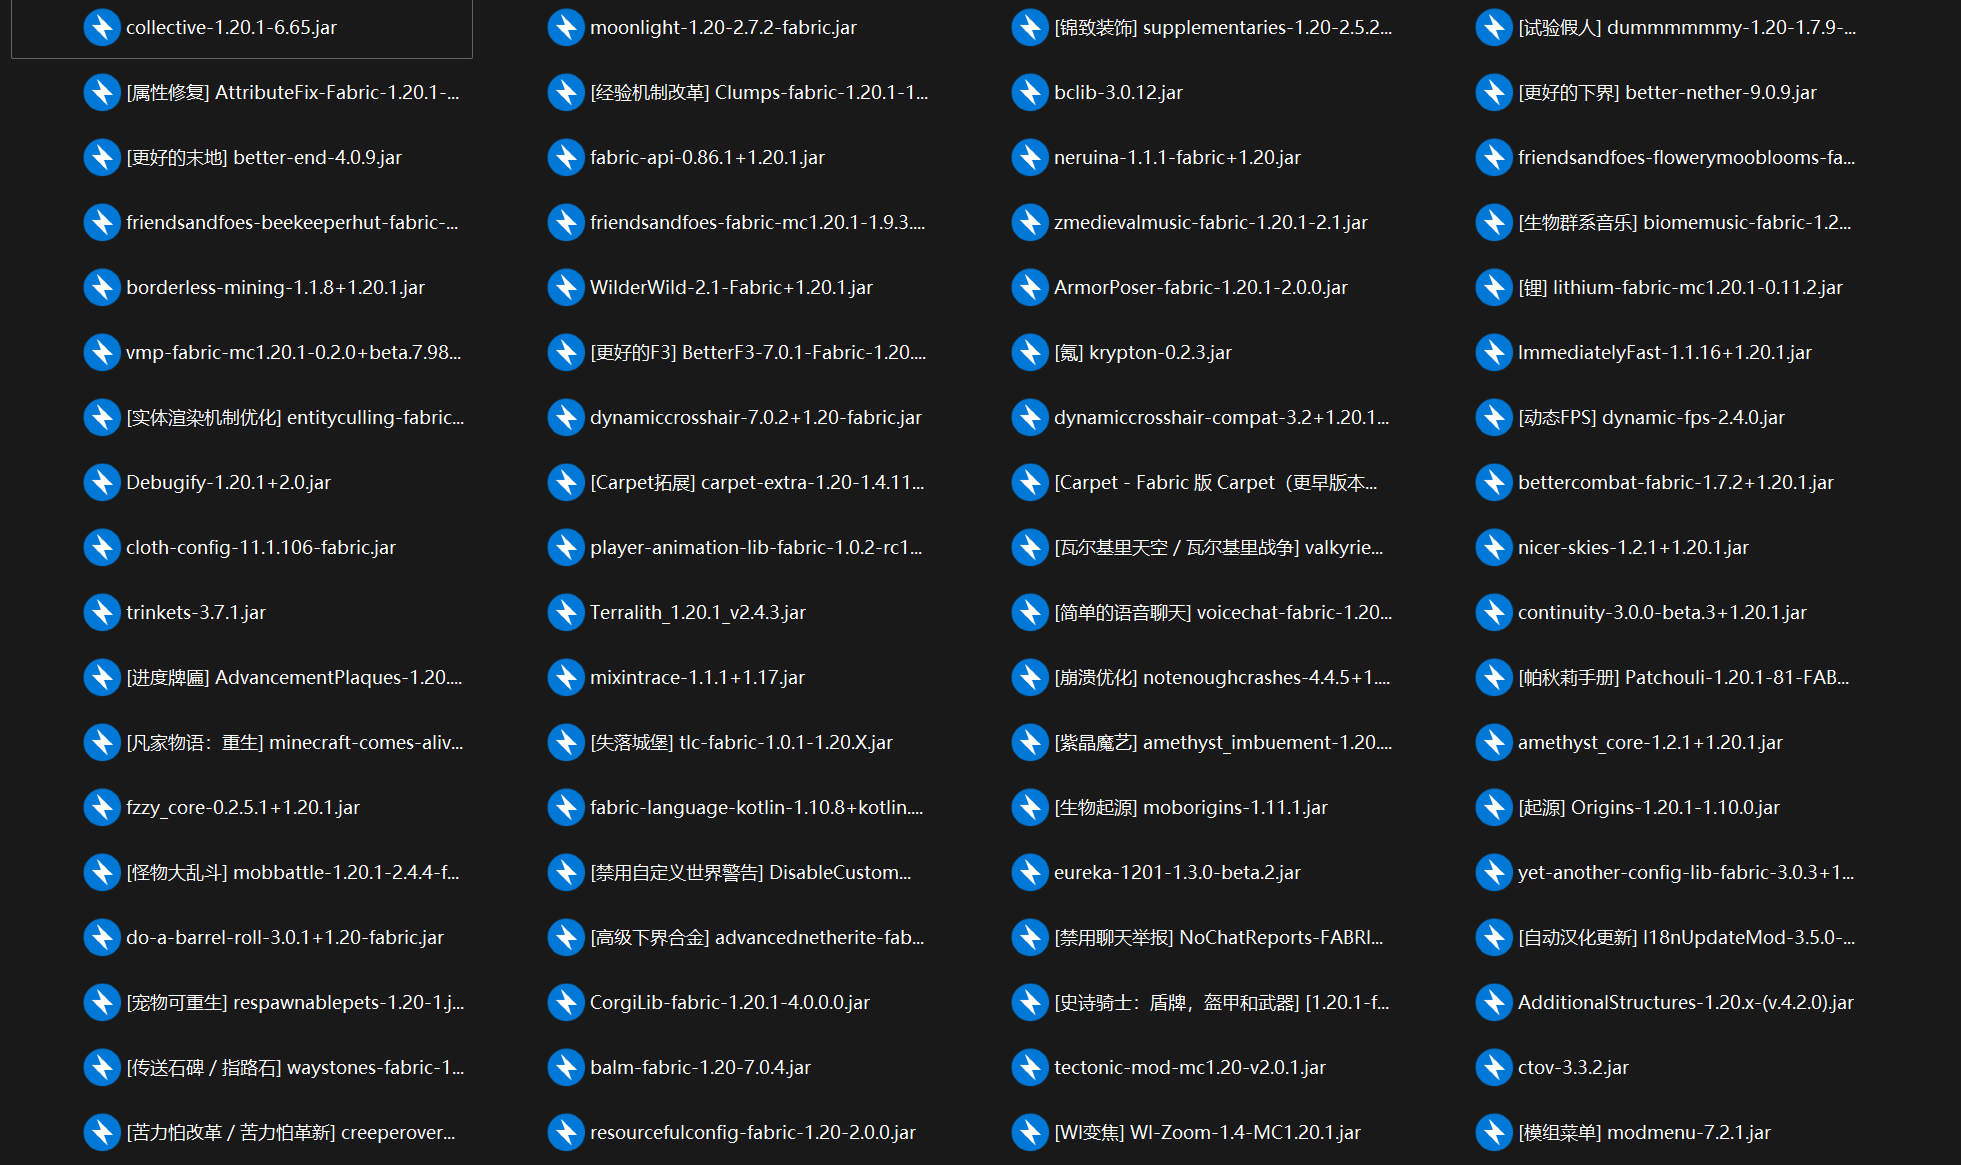 collective-1.20.1-6.65.jar
moonlight-1.20-2.7.2-fabric.jar
[锦致装饰] supplementaries-1.20-2.5.2...
[试验假人] dummmmmmy-1.20-1.7.9-...
[属性修复] AttributeFix-Fabric-1.20.1-...
[经验机制改革] Clumps-fabric-1.20.1-1...
bclib-3.0.12.jar
[更好的下界] better-nether-9.0.9.jar
[更好的末地] better-end-4.0.9.jar
fabric-api-0.86.1+1.20.1.jar
neruina-1.1.1-fabric+1.20.jar
friendsandfoes-flowerymooblooms-fa...
friendsandfoes-beekeeperhut-fabric-...
friendsandfoes-fabric-mc1.20.1-1.9.3....
zmedievalmusic-fabric-1.20.1-2.1.jar
[生物群系音乐] biomemusic-fabric-1.2...
borderless-mining-1.1.8+1.20.1.jar
WilderWild-2.1-Fabric+1.20.1.jar
ArmorPoser-fabric-1.20.1-2.0.0.jar
[锂] lithium-fabric-mc1.20.1-0.11.2.jar
vmp-fabric-mc1.20.1-0.2.0+beta.7.98...
[更好的F3] BetterF3-7.0.1-Fabric-1.20....
[氪] krypton-0.2.3.jar
ImmediatelyFast-1.1.16+1.20.1.jar
[实体渲染机制优化] entityculling-fabric...
dynamiccrosshair-7.0.2+1.20-fabric.jar
dynamiccrosshair-compat-3.2+1.20.1...
[动态FPS] dynamic-fps-2.4.0.jar
Debugify-1.20.1+2.0.jar
[Carpet拓展] carpet-extra-1.20-1.4.11...
[Carpet - Fabric 版 Carpet（更早版本...
bettercombat-fabric-1.7.2+1.20.1.jar
cloth-config-11.1.106-fabric.jar
player-animation-lib-fabric-1.0.2-rc1...
[瓦尔基里天空 / 瓦尔基里战争] valkyrie...
nicer-skies-1.2.1+1.20.1.jar
trinkets-3.7.1.jar
Terralith_1.20.1_v2.4.3.jar
[简单的语音聊天] voicechat-fabric-1.20...
continuity-3.0.0-beta.3+1.20.1.jar
[进度牌匾] AdvancementPlaques-1.20....
mixintrace-1.1.1+1.17.jar
[崩溃优化] notenoughcrashes-4.4.5+1....
[帕秋莉手册] Patchouli-1.20.1-81-FAB...
[凡家物语：重生] minecraft-comes-aliv...
[失落城堡] tlc-fabric-1.0.1-1.20.X.jar
[紫晶魔艺] amethyst_imbuement-1.20....
amethyst_core-1.2.1+1.20.1.jar
fzzy_core-0.2.5.1+1.20.1.jar
fabric-language-kotlin-1.10.8+kotlin....
[生物起源] moborigins-1.11.1.jar
[起源] Origins-1.20.1-1.10.0.jar
[怪物大乱斗] mobbattle-1.20.1-2.4.4-f...
[禁用自定义世界警告] DisableCustom...
eureka-1201-1.3.0-beta.2.jar
yet-another-config-lib-fabric-3.0.3+1...
do-a-barrel-roll-3.0.1+1.20-fabric.jar
[高级下界合金] advancednetherite-fab...
[禁用聊天举报] NoChatReports-FABRI...
[自动汉化更新] I18nUpdateMod-3.5.0-...
[宠物可重生] respawnablepets-1.20-1.j...
CorgiLib-fabric-1.20.1-4.0.0.0.jar
[史诗骑士：盾牌，盔甲和武器] [1.20.1-f...
AdditionalStructures-1.20.x-(v.4.2.0).jar
[传送石碑 / 指路石] waystones-fabric-1...
balm-fabric-1.20-7.0.4.jar
tectonic-mod-mc1.20-v2.0.1.jar
ctov-3.3.2.jar
[苦力怕改革 / 苦力怕革新] creeperover...
resourcefulconfig-fabric-1.20-2.0.0.jar
[WI变焦] WI-Zoom-1.4-MC1.20.1.jar
[模组菜单] modmenu-7.2.1.jar